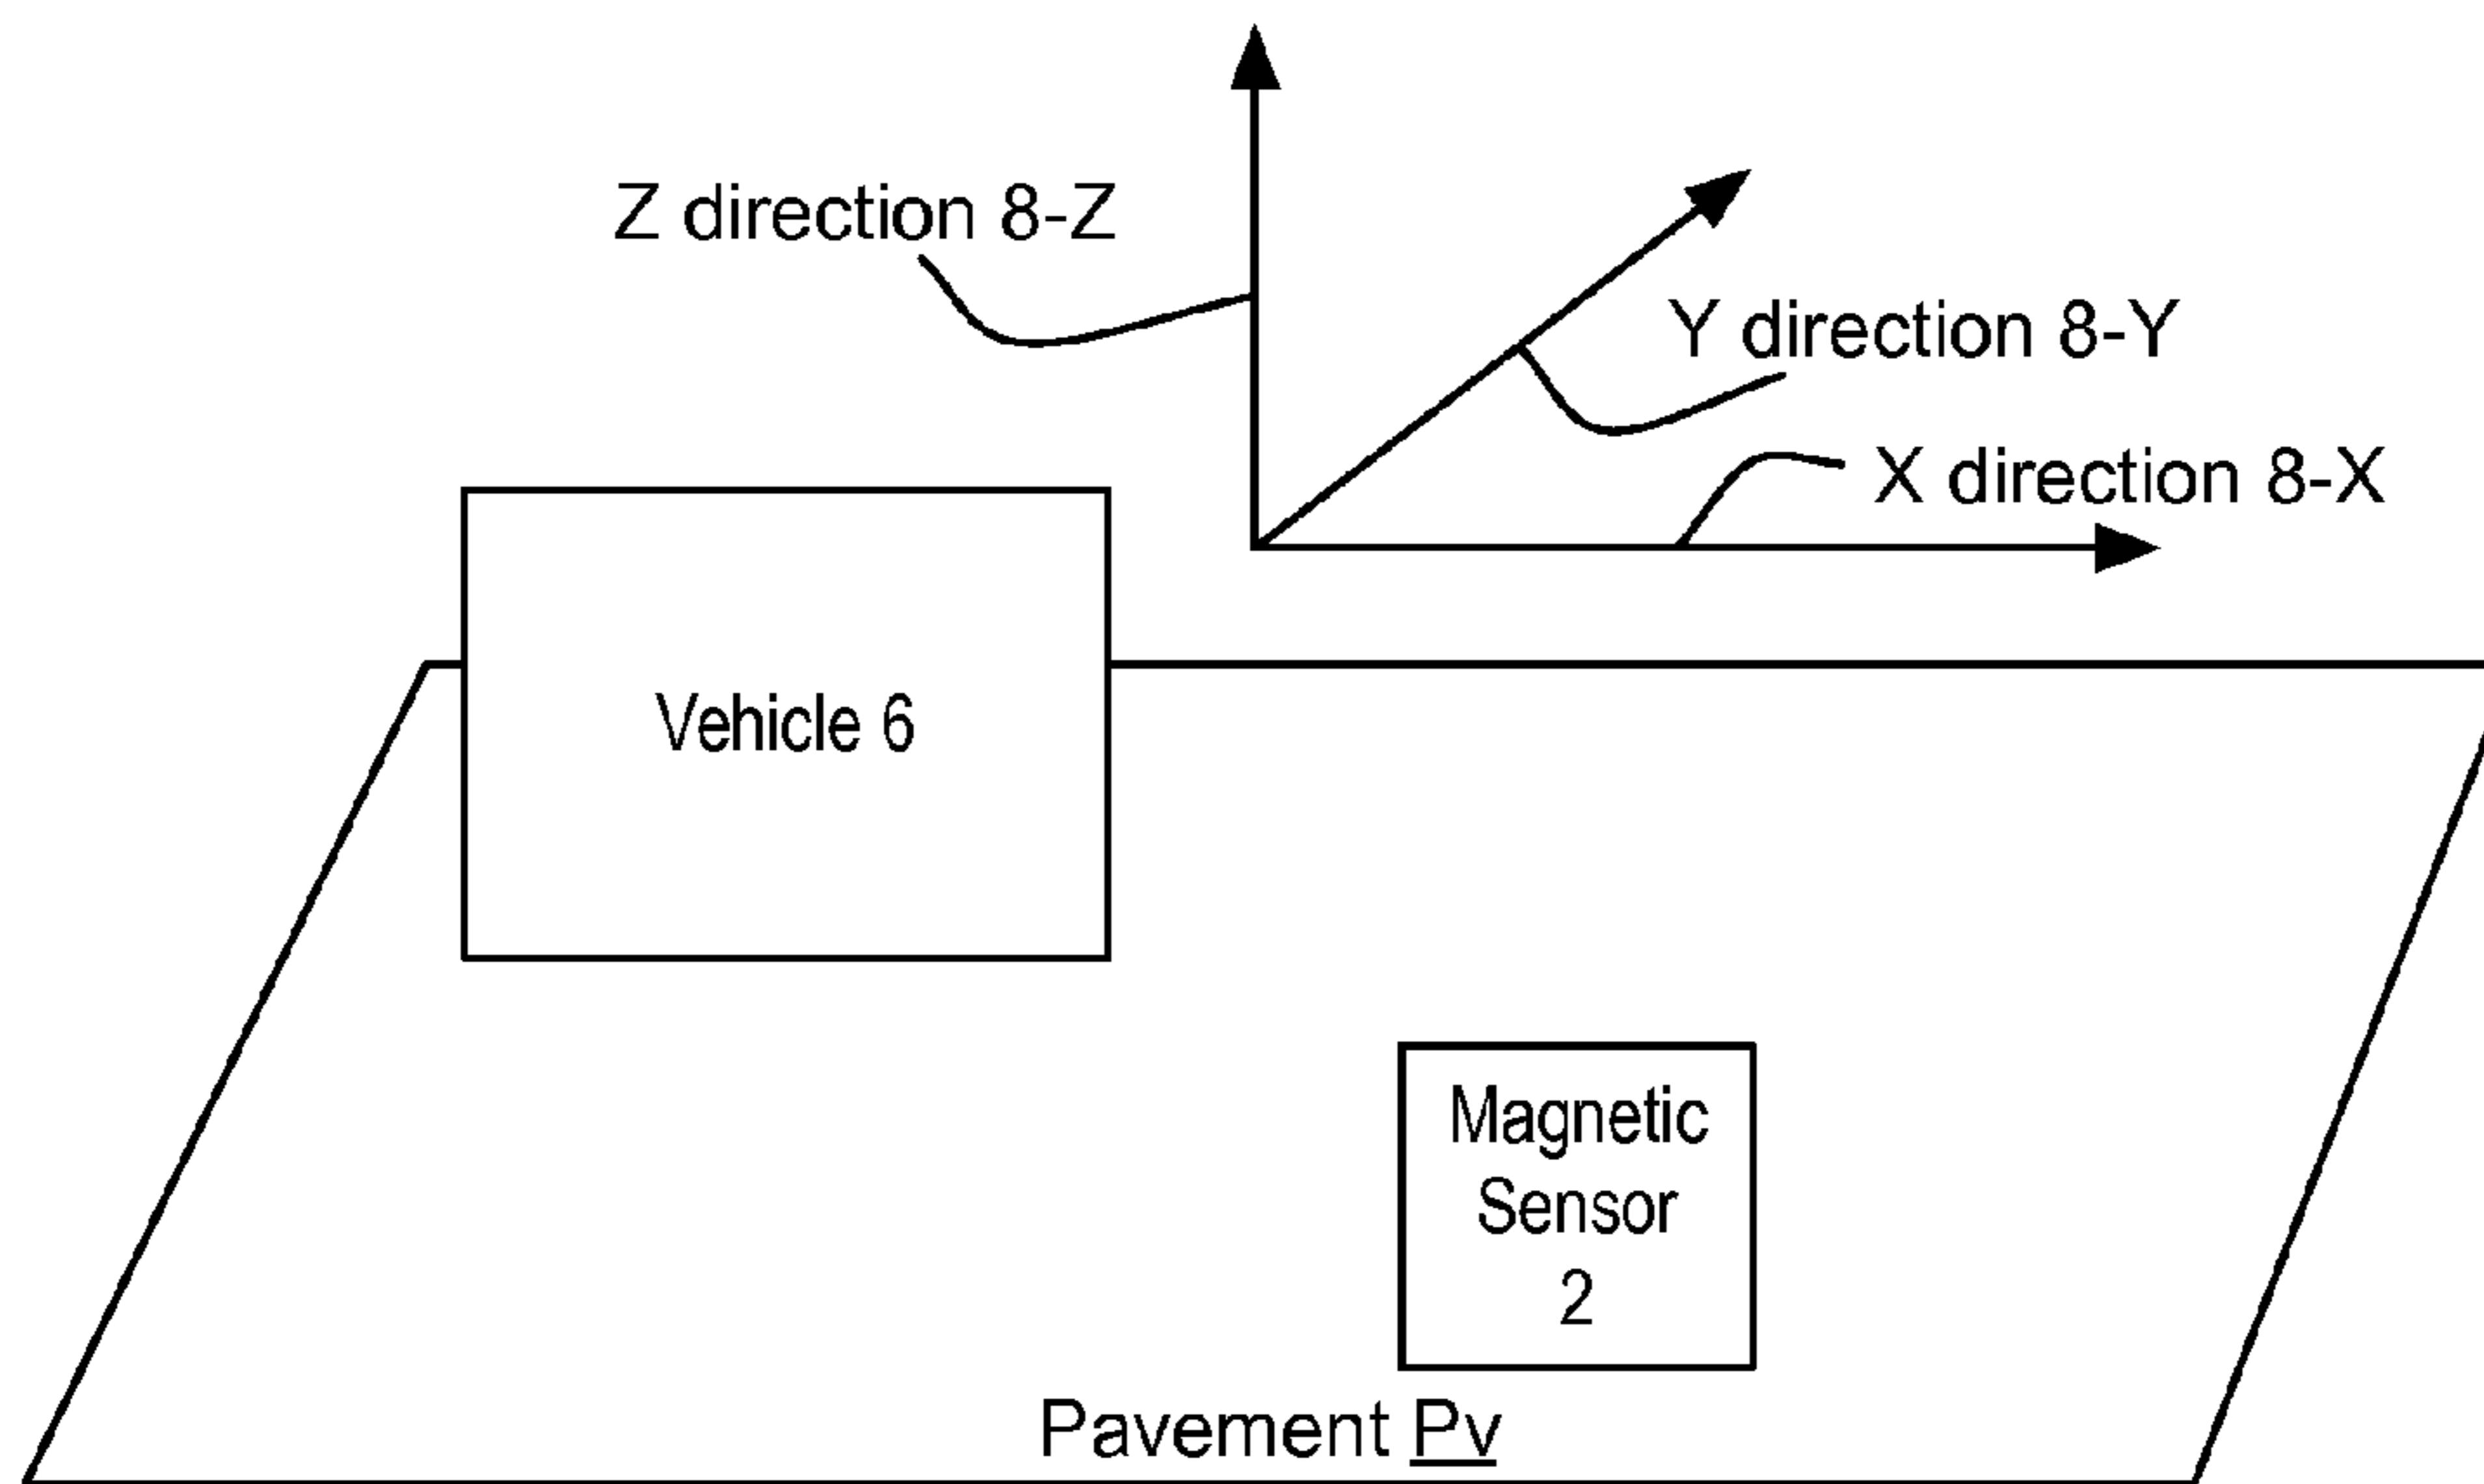 Z direction 8-Z
Y direction 8-Y
X direction 8-X
Vehicle 6
Magnetic
Sensor
2
Pavement Pv